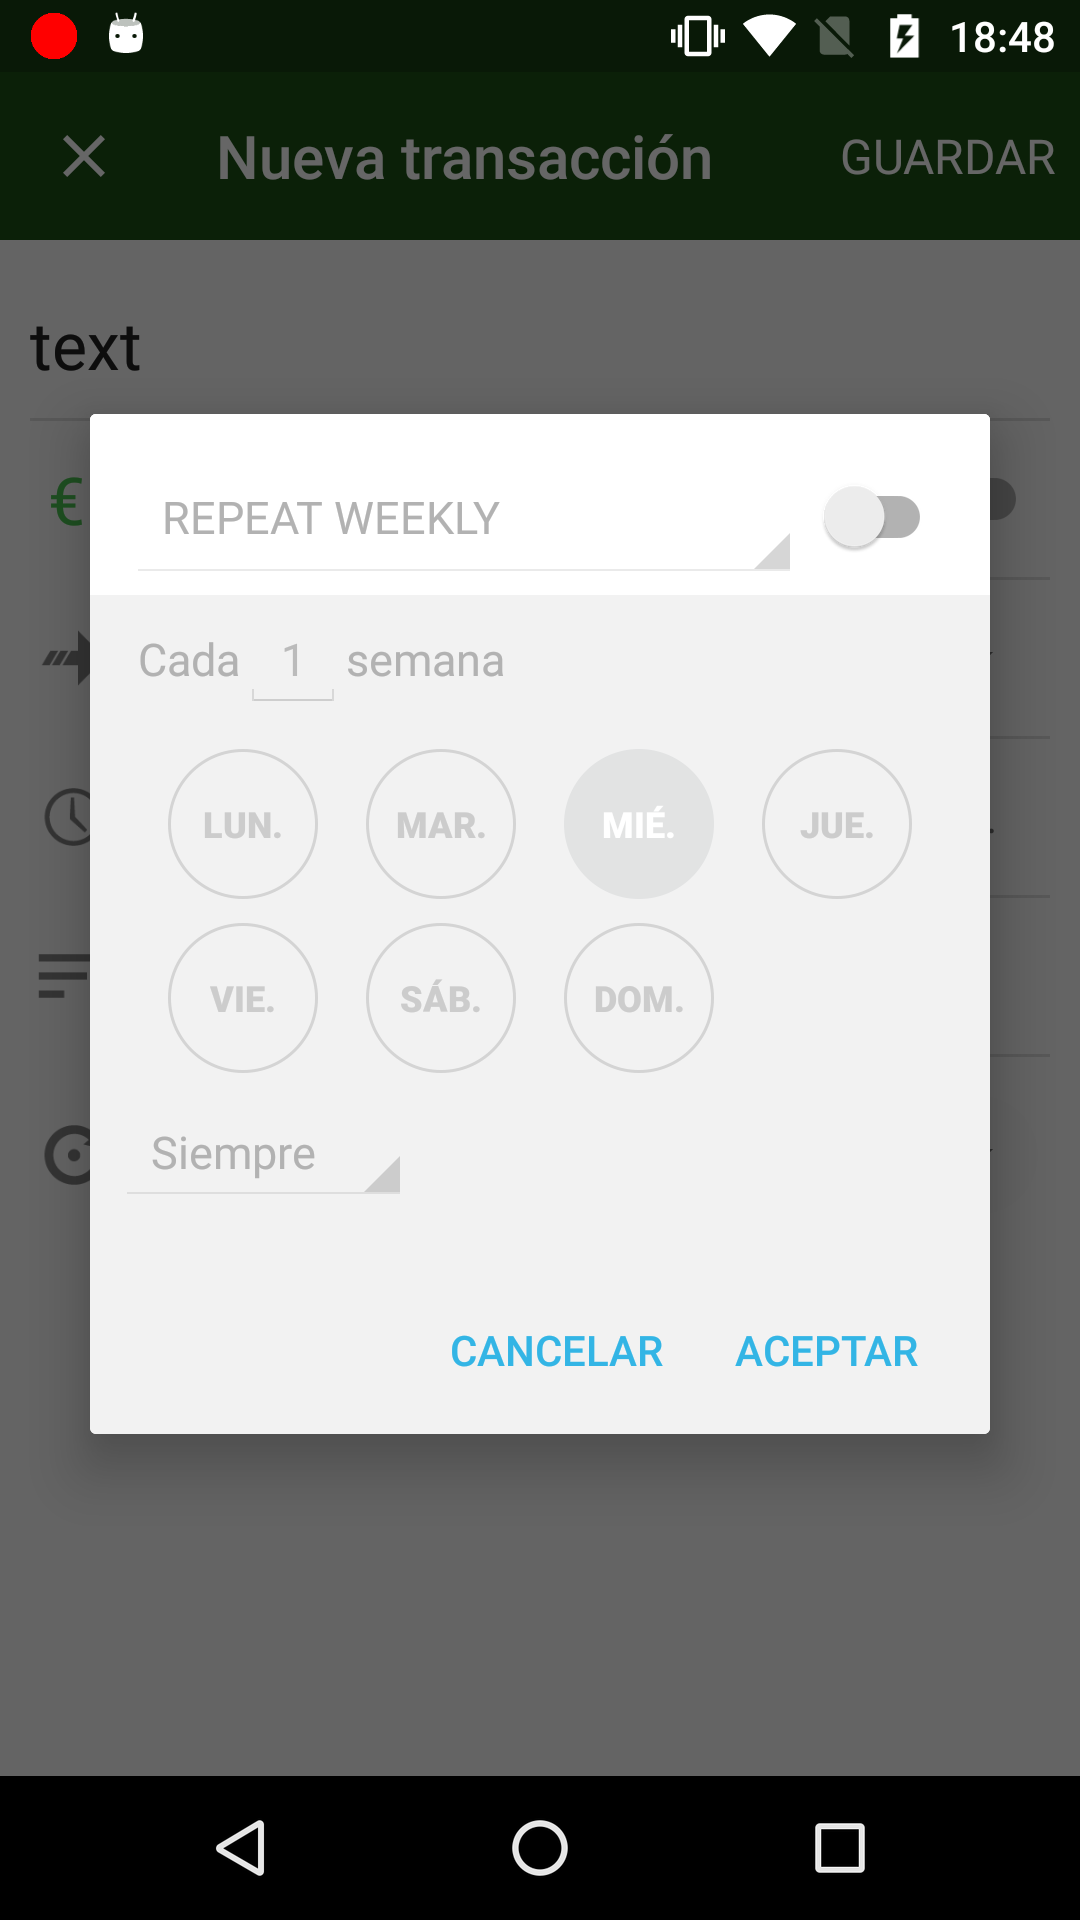 18:48
Nueva transacción GUARDAR
text
€
REPEAT WEEKLY
Cada 1 semana
LUN. MAR. MIÉ. JUE.
VIE. SÁB. DOM.
Siempre
CANCELAR ACEPTAR